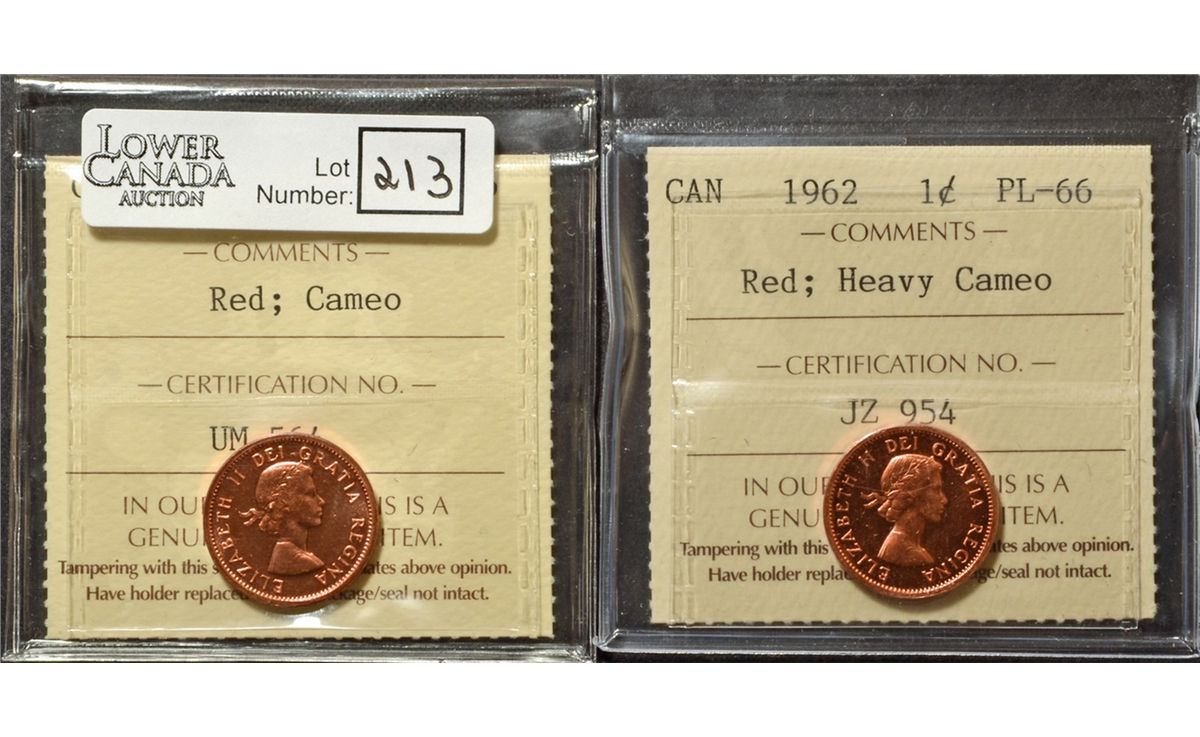 LOWER
CANADA
AUCTION
Lot
Number: 213
— COMMENTS —
Red; Cameo
— CERTIFICATION NO. —
UM
IN OU IS IS A
GENU ITEM.
Tampering with this s ates above opinion.
Have holder replace kage/seal not intact.
ELIZABETH II DEI GRATIA REGINA
CAN 1962 1¢ PL-66
— COMMENTS —
Red; Heavy Cameo
— CERTIFICATION NO. —
JZ 954
IN OU IS IS A
GENU ITEM.
Tampering with this ates above opinion.
Have holder repla age/seal not intact.
ELIZABETH II DEI GRATIA REGINA